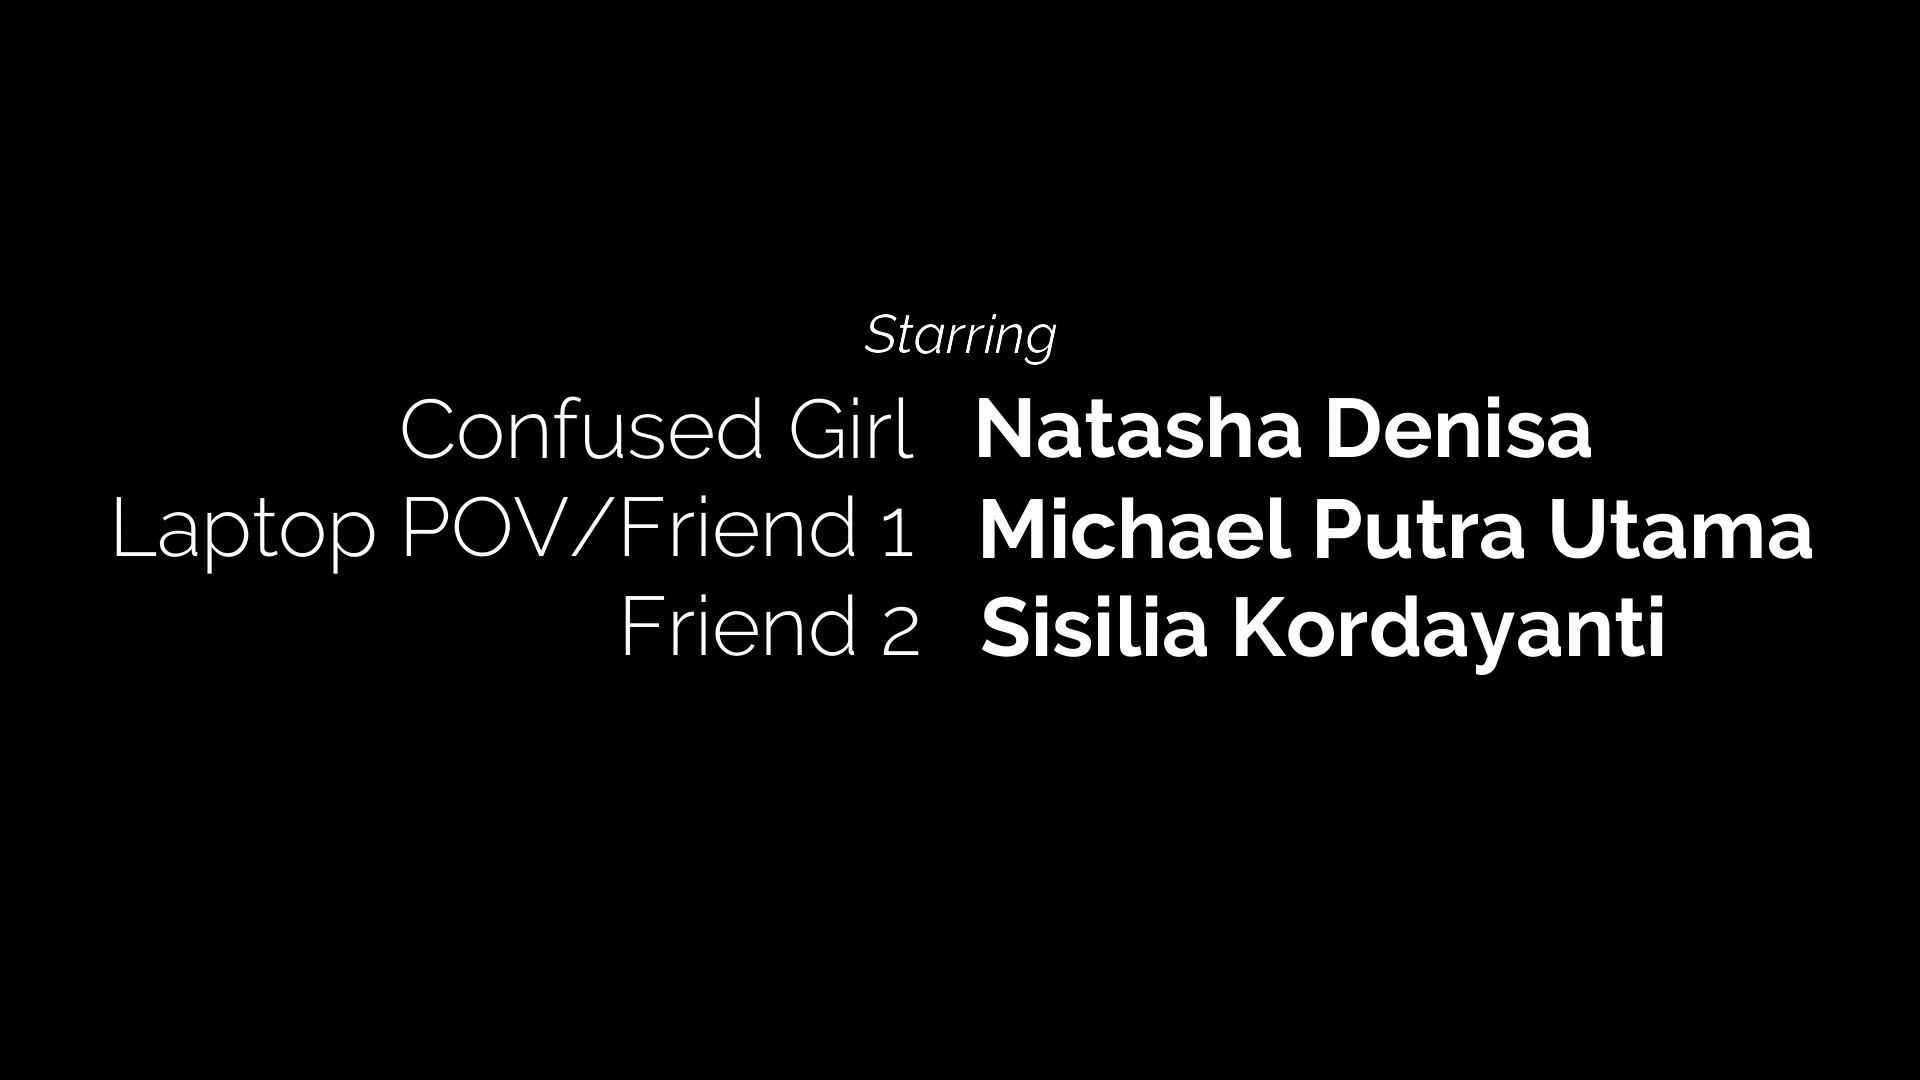 Starring
Confused Girl Natasha Denisa
Laptop POV/Friend 1 Michael Putra Utama
Friend 2 Sisilia Kordayanti